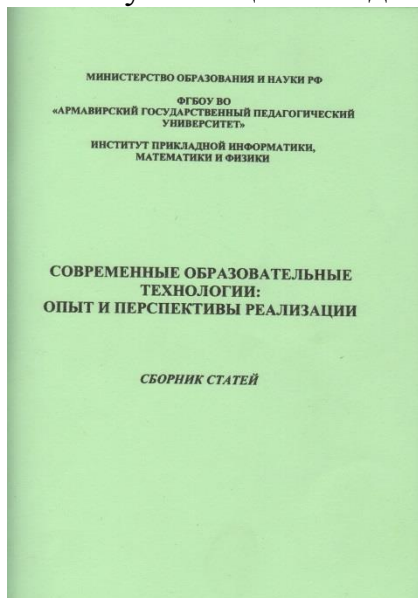 МИНИСТЕРСТВО ОБРАЗОВАНИЯ И НАУКИ РФ
ФГБОУ ВО
«АРМАВИРСКИЙ ГОСУДАРСТВЕННЫЙ ПЕДАГОГИЧЕСКИЙ
УНИВЕРСИТЕТ»
ИНСТИТУТ ПРИКЛАДНОЙ ИНФОРМАТИКИ,
МАТЕМАТИКИ И ФИЗИКИ
СОВРЕМЕННЫЕ ОБРАЗОВАТЕЛЬНЫЕ
ТЕХНОЛОГИИ:
ОПЫТ И ПЕРСПЕКТИВЫ РЕАЛИЗАЦИИ
СБОРНИК СТАТЕЙ